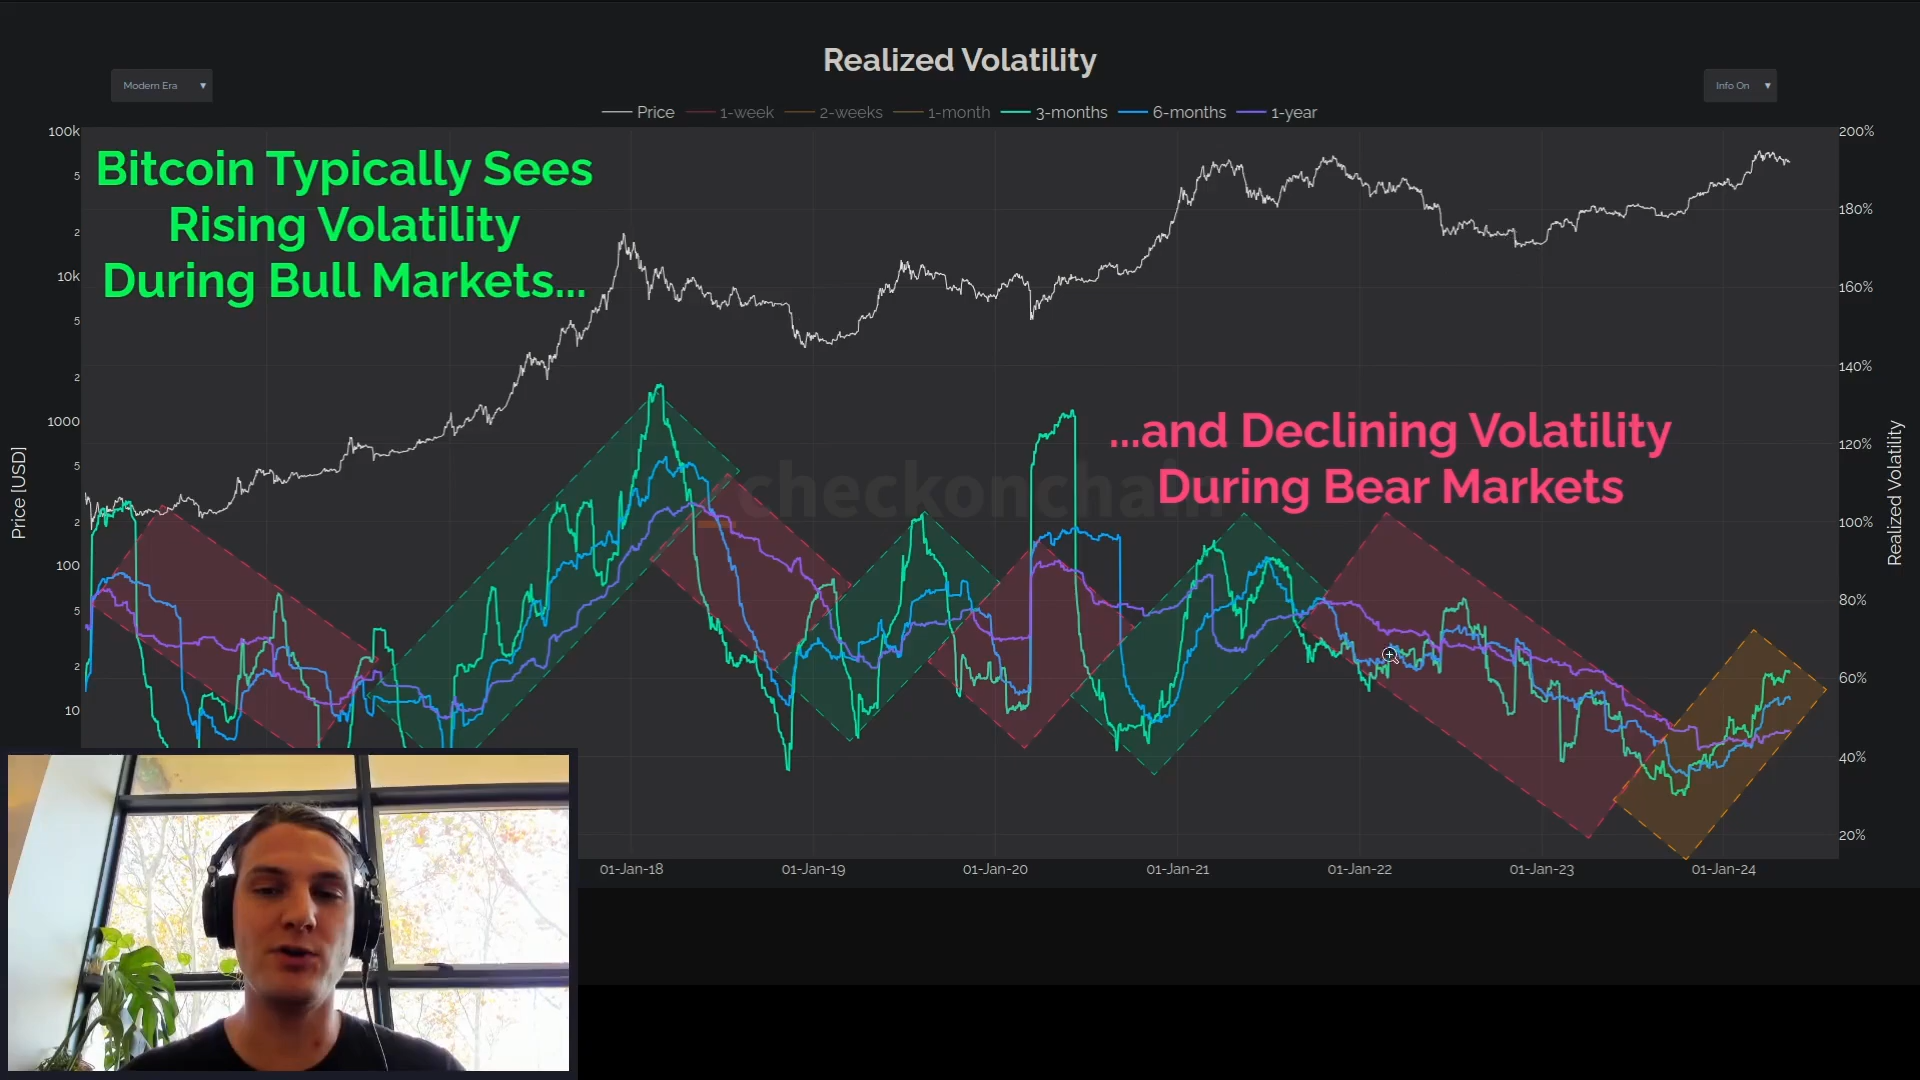 Realized Volatility
Modern Era ▼
Info On ▼
Price 1-week 2-weeks 1-month 3-months 6-months 1-year
Bitcoin Typically Sees
Rising Volatility
During Bull Markets...
...and Declining Volatility
During Bear Markets
_checkonchain
Price [USD]
100k
5
2
10k
5
2
1000
5
2
100
5
2
10
Realized Volatility
200%
180%
160%
140%
120%
100%
80%
60%
40%
20%
01-Jan-18 01-Jan-19 01-Jan-20 01-Jan-21 01-Jan-22 01-Jan-23 01-Jan-24